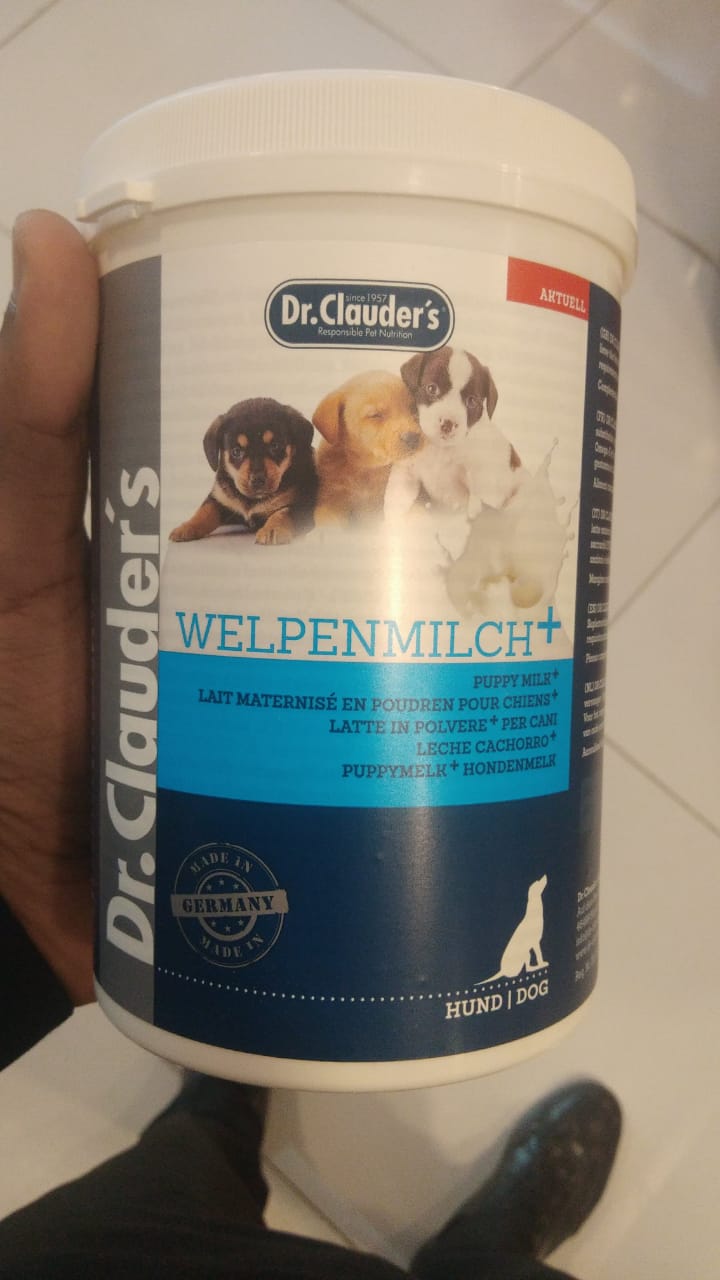 AKTUELL
since 1957
Dr.Clauder's
Responsible Pet Nutrition
Dr.Clauder's
WELPENMILCH+
PUPPY MILK+
LAIT MATERNISÉ EN POUDREN POUR CHIENS+
LATTE IN POLVERE+ PER CANI
LECHE CACHORRO+
PUPPYMELK+ HONDENMELK
MADE IN
GERMANY
MADE IN
HUND | DOG